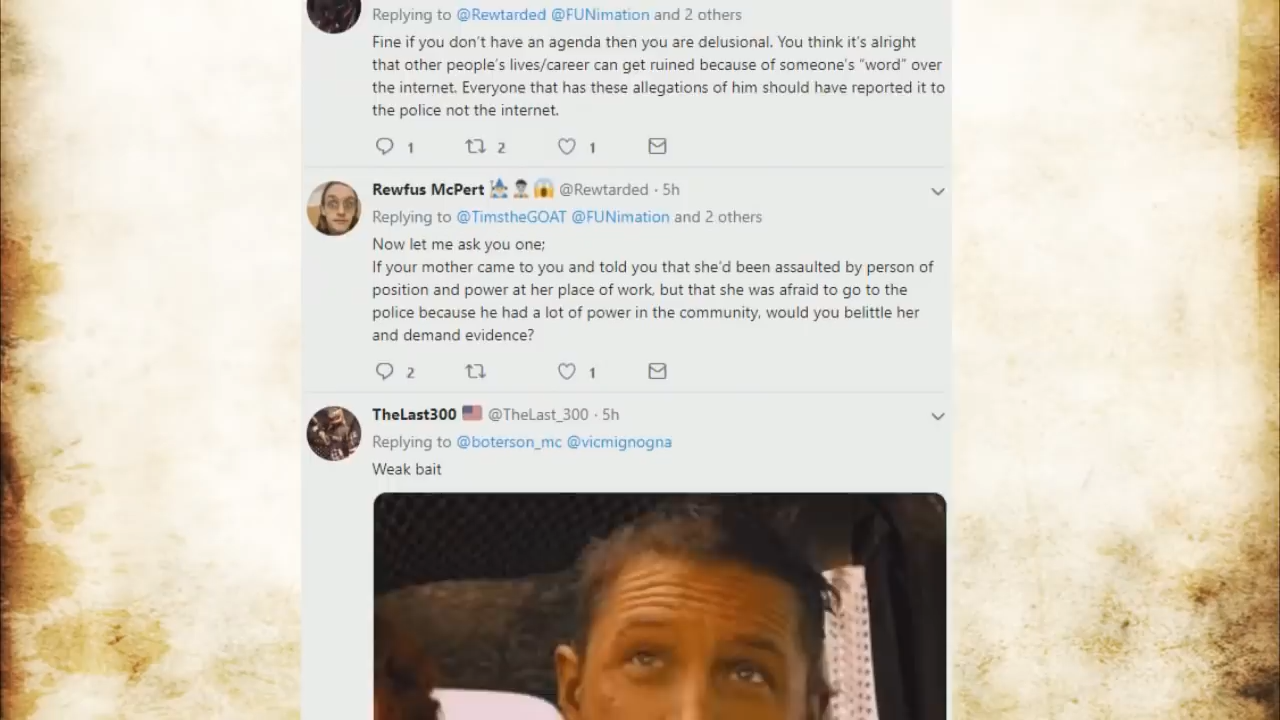 Replying to @Rewtarded @FUNimation and 2 others
Fine if you don't have an agenda then you are delusional. You think it's alright
that other people's lives/career can get ruined because of someone's “word” over
the internet. Everyone that has these allegations of him should have reported it to
the police not the internet.
1 2 1
Rewfus McPert @Rewtarded · 5h
Replying to @TimstheGOAT @FUNimation and 2 others
Now let me ask you one;
If your mother came to you and told you that she'd been assaulted by person of
position and power at her place of work, but that she was afraid to go to the
police because he had a lot of power in the community, would you belittle her
and demand evidence?
2 1
TheLast300 @TheLast_300 · 5h
Replying to @boterson_mc @vicmignogna
Weak bait